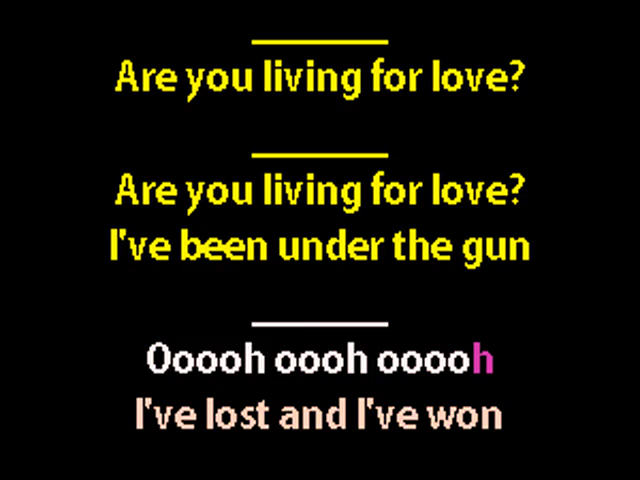 Are you living for love?
Are you living for love?
I've been under the gun
Ooooh oooh ooooh
I've lost and I've won